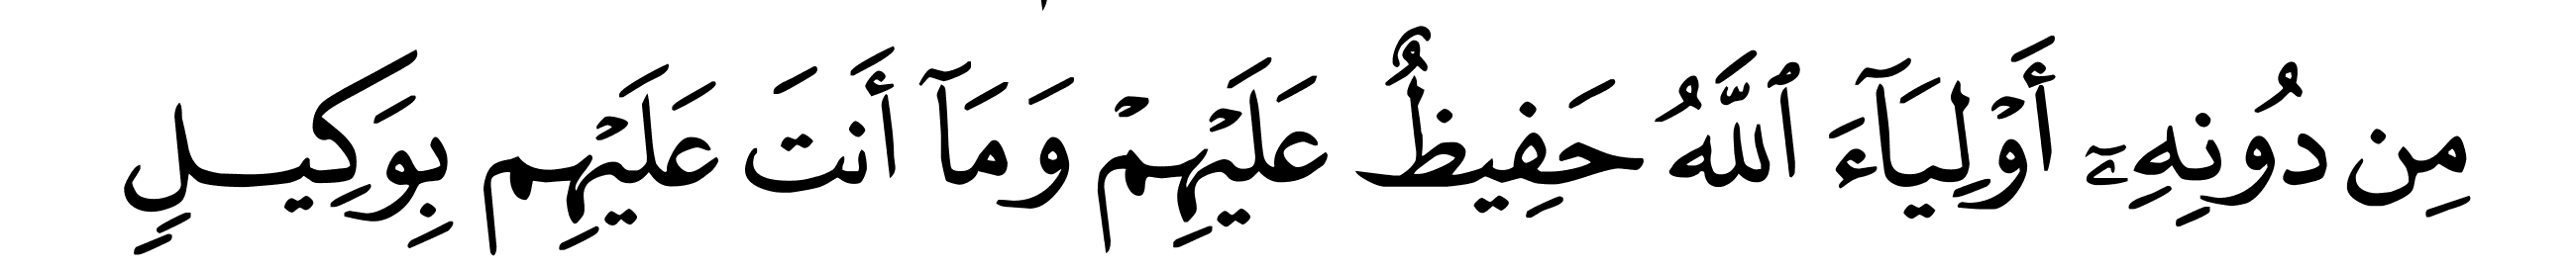 مِن دُونِهِۦٓ أَوْلِيَآءَ ٱللَّهُ حَفِيظٌ عَلَيْهِمْ وَمَآ أَنتَ عَلَيْهِم بِوَكِيلٍ